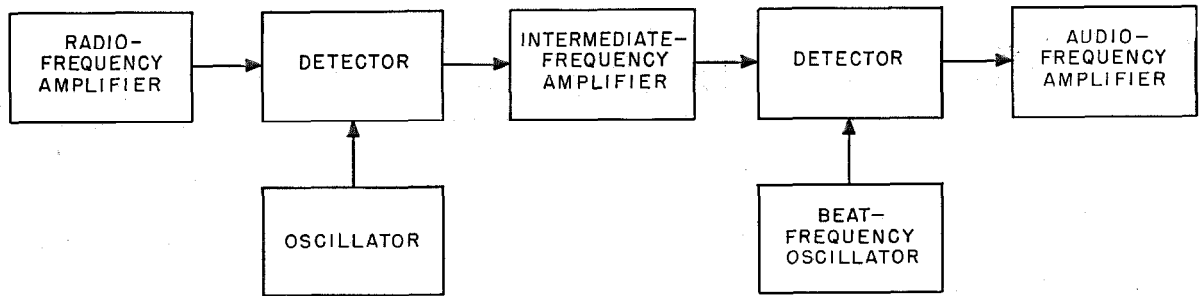 RADIO-
FREQUENCY
AMPLIFIER
DETECTOR
INTERMEDIATE-
FREQUENCY
AMPLIFIER
DETECTOR
AUDIO-
FREQUENCY
AMPLIFIER
OSCILLATOR
BEAT-
FREQUENCY
OSCILLATOR